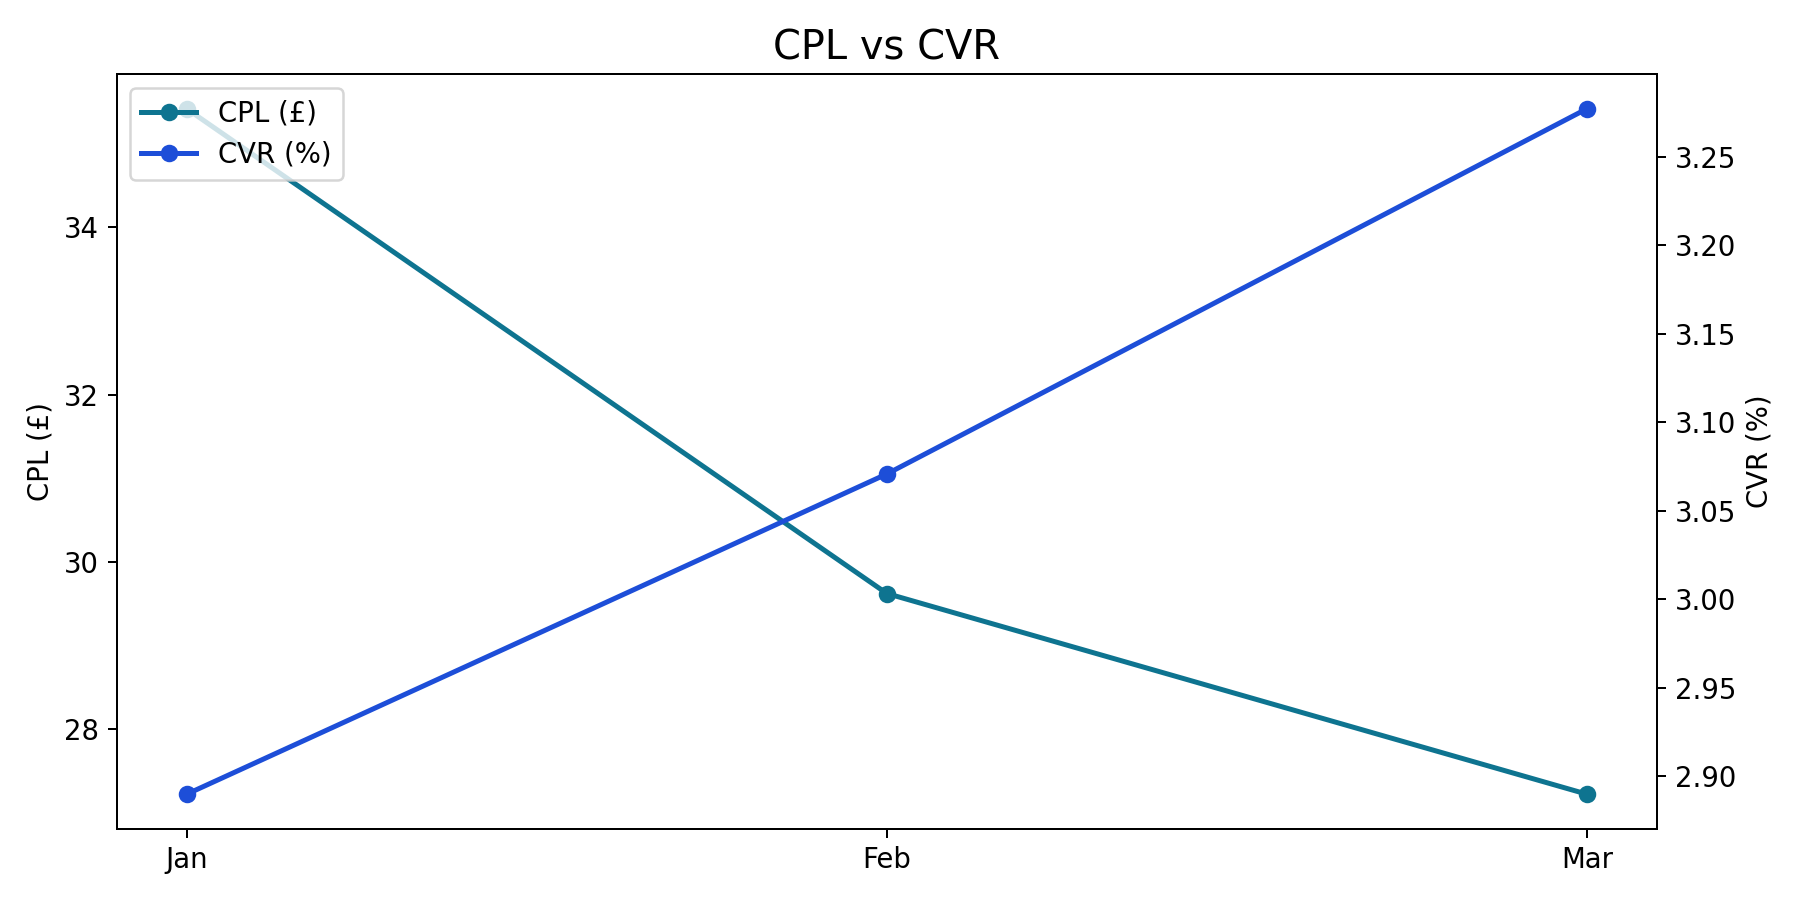 CPL vs CVR
CPL (£)
CVR (%)
34
32
30
28
CPL (£)
3.25
3.20
3.15
3.10
3.05
3.00
2.95
2.90
CVR (%)
Jan
Feb
Mar